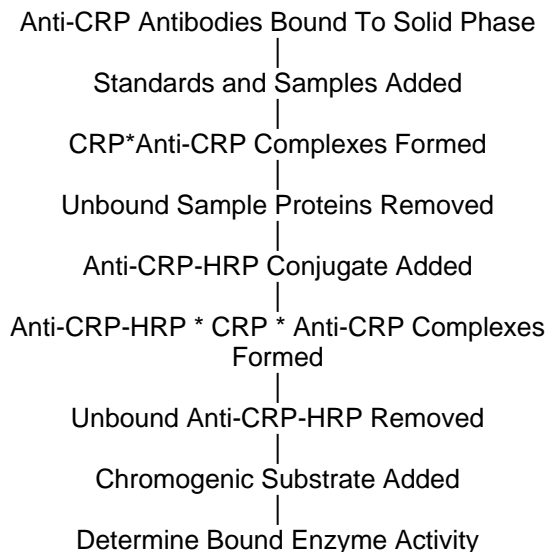 Anti-CRP Antibodies Bound To Solid Phase
Standards and Samples Added
CRP*Anti-CRP Complexes Formed
Unbound Sample Proteins Removed
Anti-CRP-HRP Conjugate Added
Anti-CRP-HRP * CRP * Anti-CRP Complexes
Formed
Unbound Anti-CRP-HRP Removed
Chromogenic Substrate Added
Determine Bound Enzyme Activity